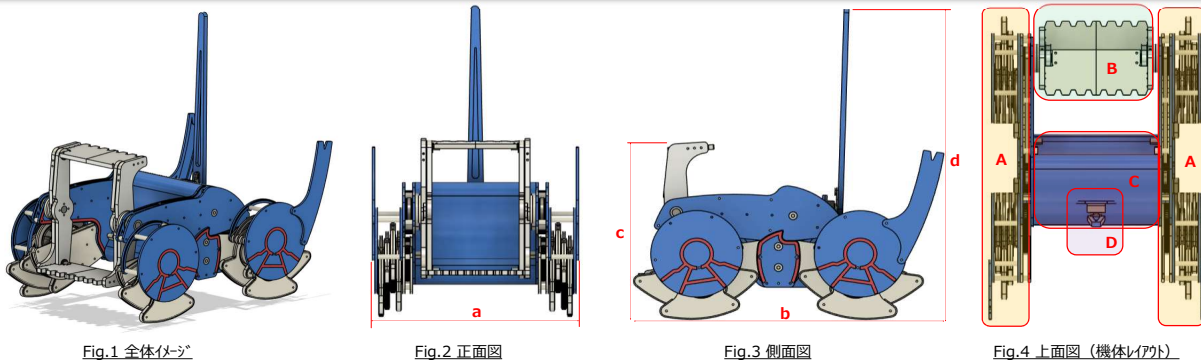 d
B
A
A
C
c
D
a
b
Fig.1 全体ｲﾒｰｼﾞ
Fig.2 正面図
Fig.3 側面図
Fig.4 上面図（機体ﾚｲｱｳﾄ）